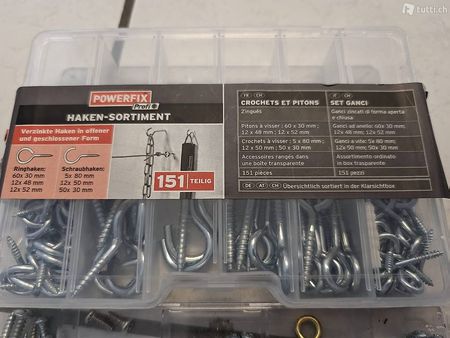 tutti.ch
POWERFIX
Profi
HAKEN-SORTIMENT
Verzinkte Haken in offener
und geschlossener Form
Ringhaken:
60x 30 mm
12x 48 mm
12x 52 mm
Schraubhaken:
5x 80 mm
12x 50 mm
50x 30 mm
151 TEILIG
FR CH
CROCHETS ET PITONS
Zingués
Pitons à visser : 60 x 30 mm ;
12 x 48 mm ; 12 x 52 mm
Crochets à visser : 5 x 80 mm ;
12 x 50 mm ; 50 x 30 mm
Accessoires rangés dans
une boîte transparente
151 pièces
IT CH
SET GANCI
Ganci zincati di forma aperta
e chiusa
Ganci ad anello: 60x 30 mm;
12x 48 mm; 12x 52 mm
Ganci a vite: 5x 80 mm;
12x 50 mm; 50x 30 mm
Assortimento ordinato
in box trasparente
151 pezzi
DE AT CH Übersichtlich sortiert in der Klarsichtbox